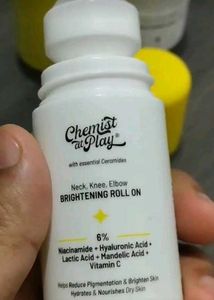 Chemist
at Play®
with essential Ceramides
Neck, Knee, Elbow
BRIGHTENING ROLL ON
6%
Niacinamide + Hyaluronic Acid +
Lactic Acid + Mandelic Acid +
Vitamin C
Helps Reduce Pigmentation & Brighten Skin
Hydrates & Nourishes Dry Skin